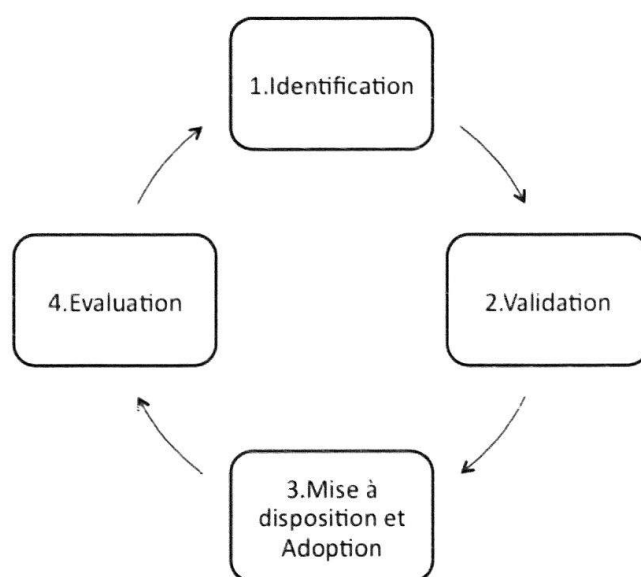 1.Identification
2.Validation
3.Mise à
disposition et
Adoption
4.Evaluation